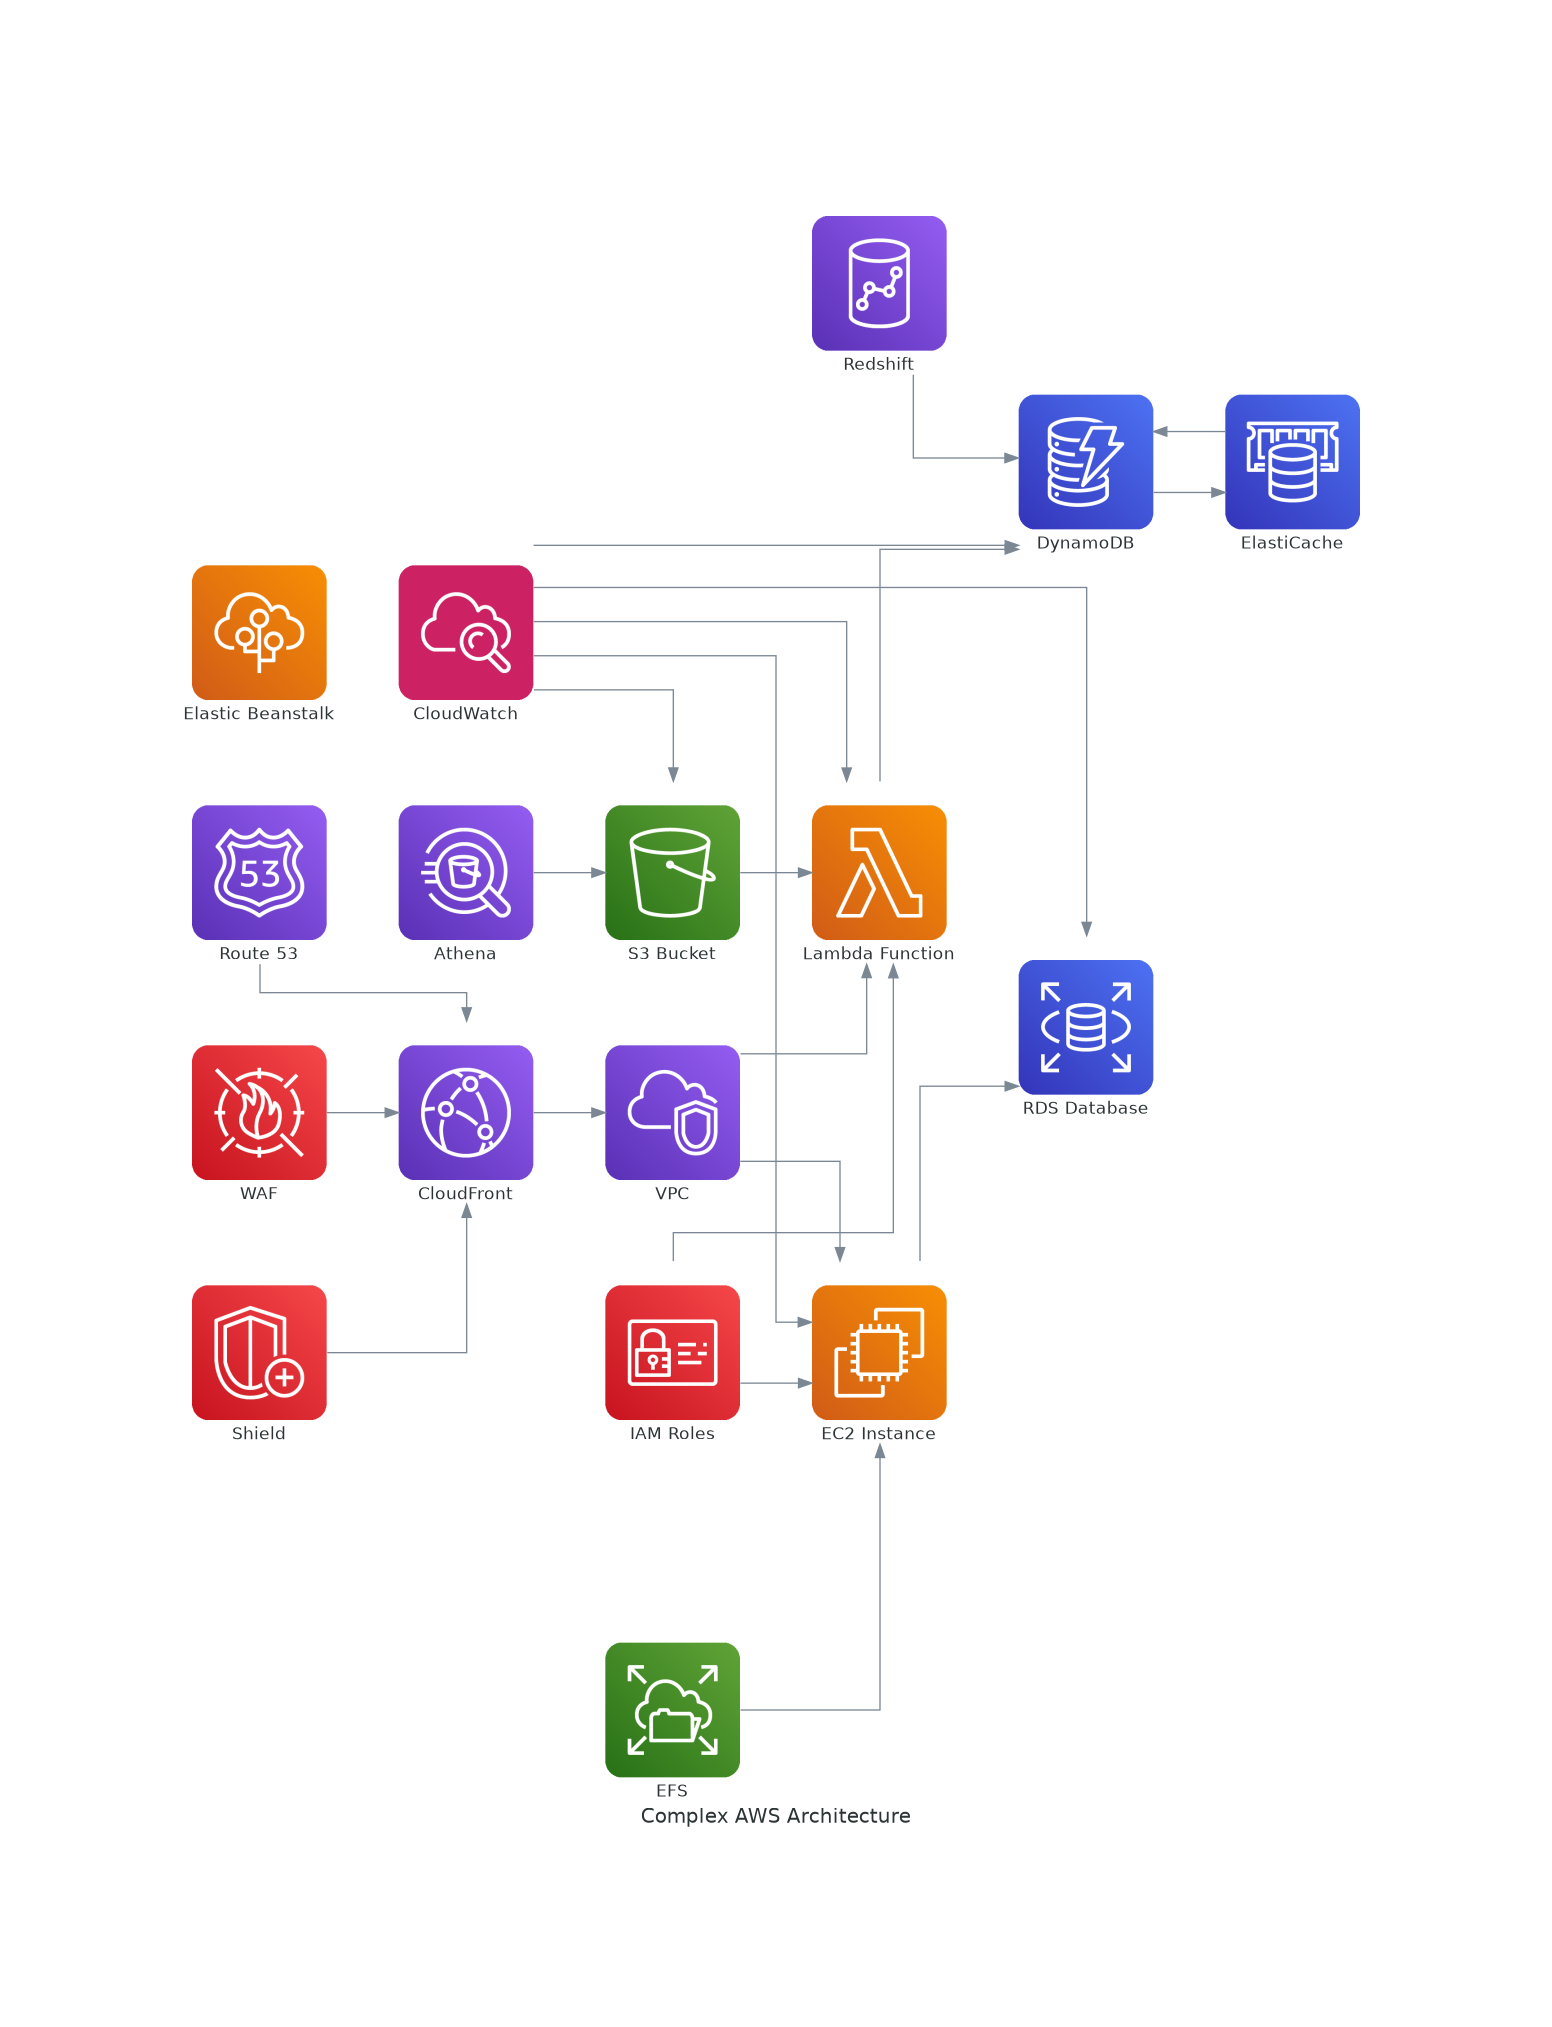 Redshift
DynamoDB
ElastiCache
Elastic Beanstalk
CloudWatch
53
Route 53
Athena
S3 Bucket
Lambda Function
RDS Database
WAF
CloudFront
VPC
Shield
IAM Roles
EC2 Instance
EFS
Complex AWS Architecture